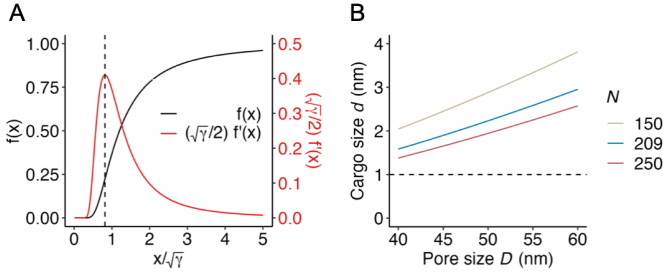 A
B
1.00
0.75
0.50
0.25
0.00
f(x)
0.5
0.4
0.3
0.2
0.1
0.0
(√γ/2) f'(x)
f(x)
(√γ/2) f'(x)
0 1 2 3 4 5
x/√γ
4
3
2
1
0
Cargo size d (nm)
40 45 50 55 60
Pore size D (nm)
N
150
209
250